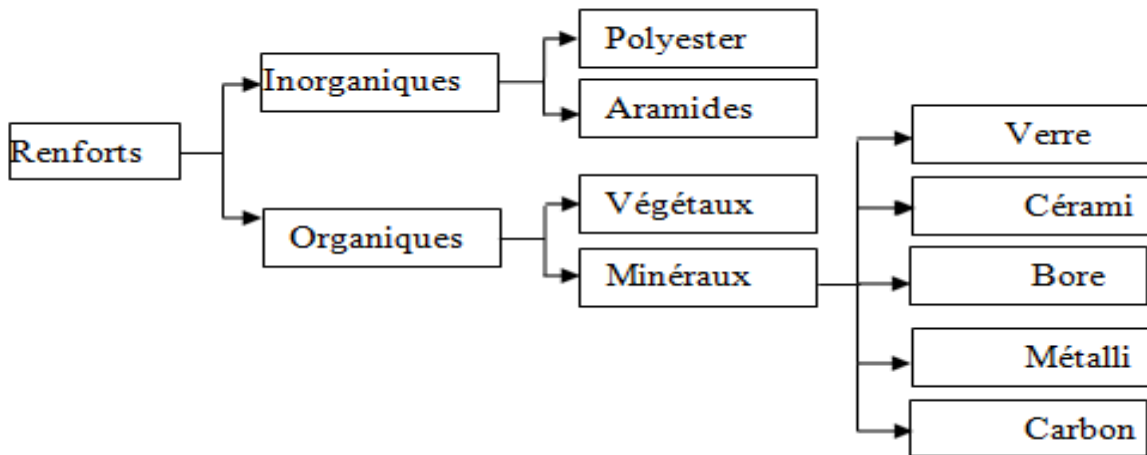 Renforts
Inorganiques
Polyester
Aramides
Organiques
Végétaux
Minéraux
Verre
Cérami
Bore
Métalli
Carbon